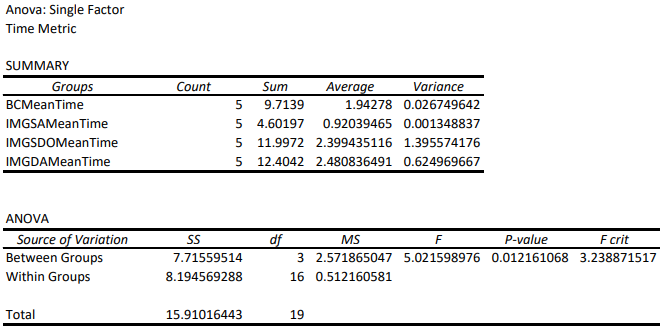 Anova: Single Factor
Time Metric
SUMMARY
Groups Count Sum Average Variance
BCMeanTime 5 9.7139 1.94278 0.026749642
IMGSAMeanTime 5 4.60197 0.92039465 0.001348837
IMGSDOMeanTime 5 11.9972 2.399435116 1.395574176
IMGDAMeanTime 5 12.4042 2.480836491 0.624969667
ANOVA
Source of Variation SS df MS F P-value F crit
Between Groups 7.71559514 3 2.571865047 5.021598976 0.012161068 3.238871517
Within Groups 8.194569288 16 0.512160581
Total 15.91016443 19